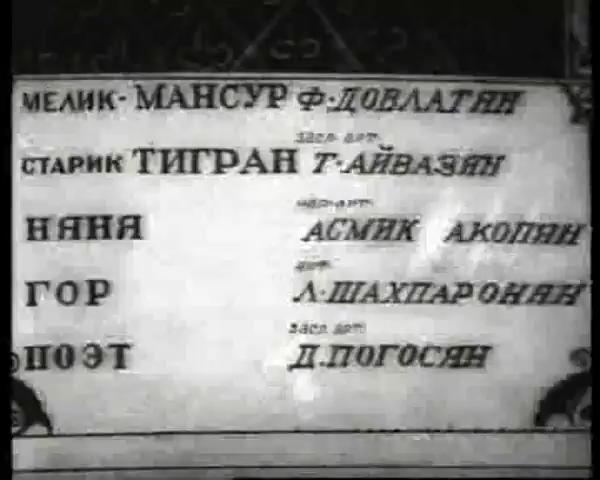 МЕЛИК-МАНСУР Ф.ДОВЛАТЯН
засл. арт.
СТАРИК ТИГРАН Т.АЙВАЗЯН
нар. арт.
НЯНЯ АСМИК АКОПЯН
арт.
ГОР Л.ШАХПАРОНЯН
засл. арт.
ПОЭТ Д.ПОГОСЯН